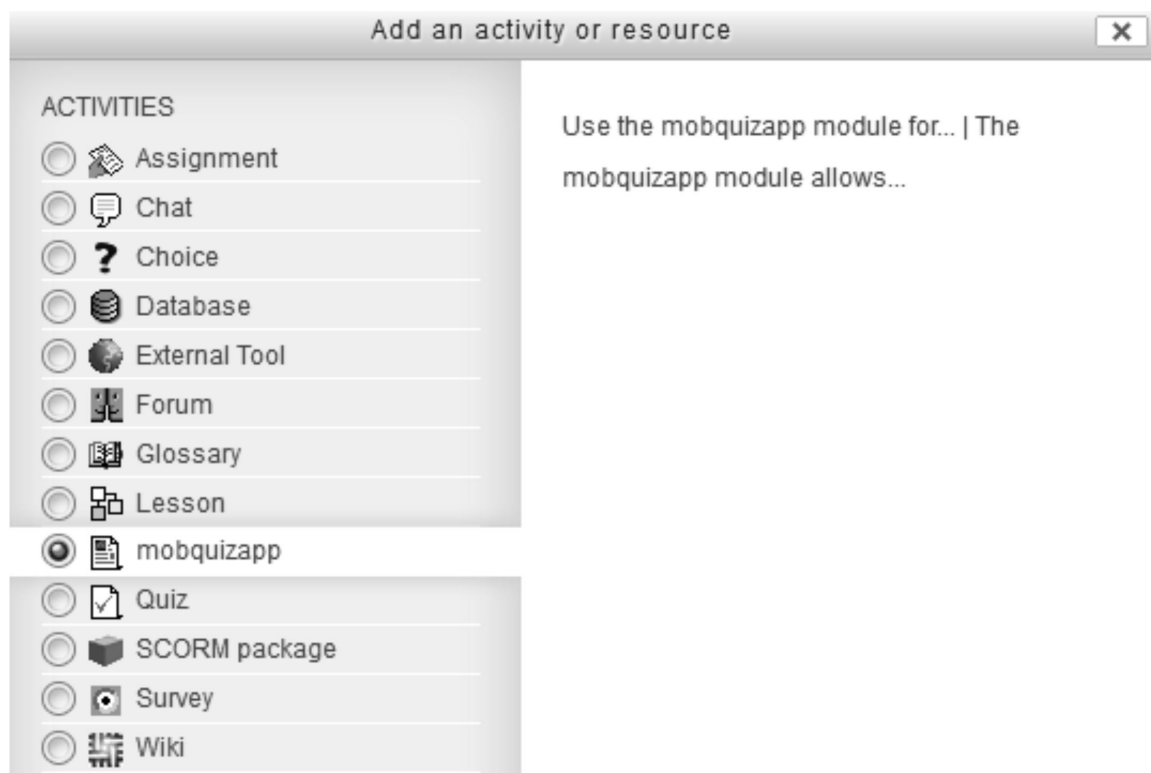 Add an activity or resource
ACTIVITIES
Assignment
Chat
Choice
Database
External Tool
Forum
Glossary
Lesson
mobquizapp
Quiz
SCORM package
Survey
Wiki
Use the mobquizapp module for... | The
mobquizapp module allows...